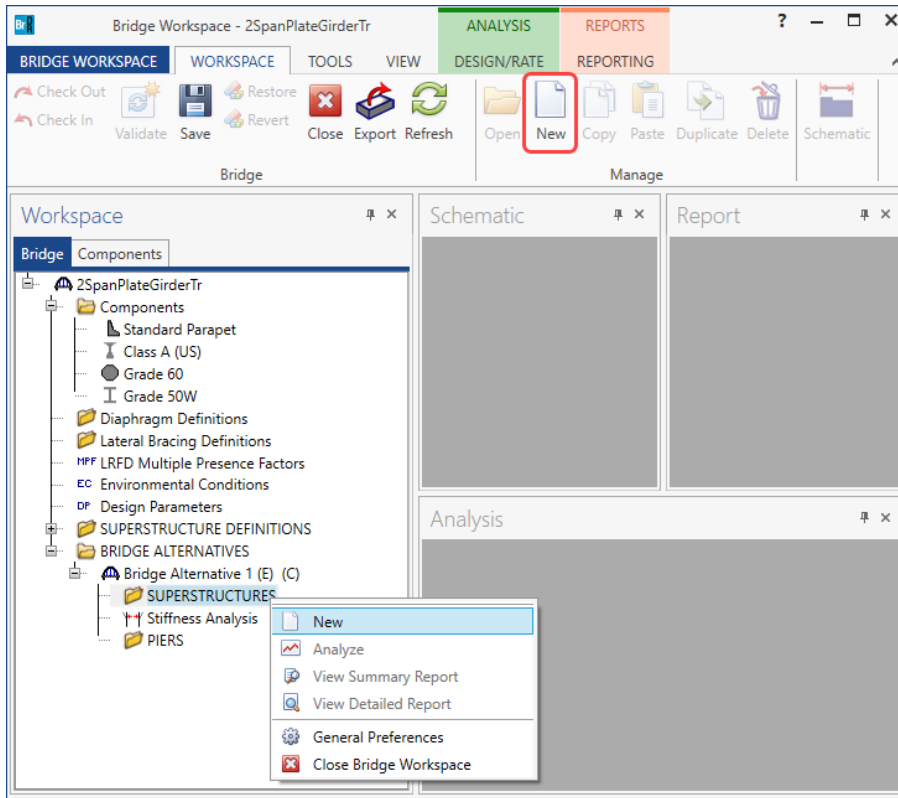 Br
Bridge Workspace - 2SpanPlateGirderTr
ANALYSIS
REPORTS
?
BRIDGE WORKSPACE
WORKSPACE
TOOLS
VIEW
DESIGN/RATE
REPORTING
Check Out
Check In
Validate
Save
Restore
Revert
Close
Export
Refresh
Open
New
Copy
Paste
Duplicate
Delete
Schematic
Bridge
Manage
Workspace
Bridge
Components
2SpanPlateGirderTr
Components
Standard Parapet
Class A (US)
Grade 60
Grade 50W
Diaphragm Definitions
Lateral Bracing Definitions
MPF LRFD Multiple Presence Factors
EC Environmental Conditions
DP Design Parameters
SUPERSTRUCTURE DEFINITIONS
BRIDGE ALTERNATIVES
Bridge Alternative 1 (E) (C)
SUPERSTRUCTURES
Stiffness Analysis
PIERS
New
Analyze
View Summary Report
View Detailed Report
General Preferences
Close Bridge Workspace
Schematic
Report
Analysis